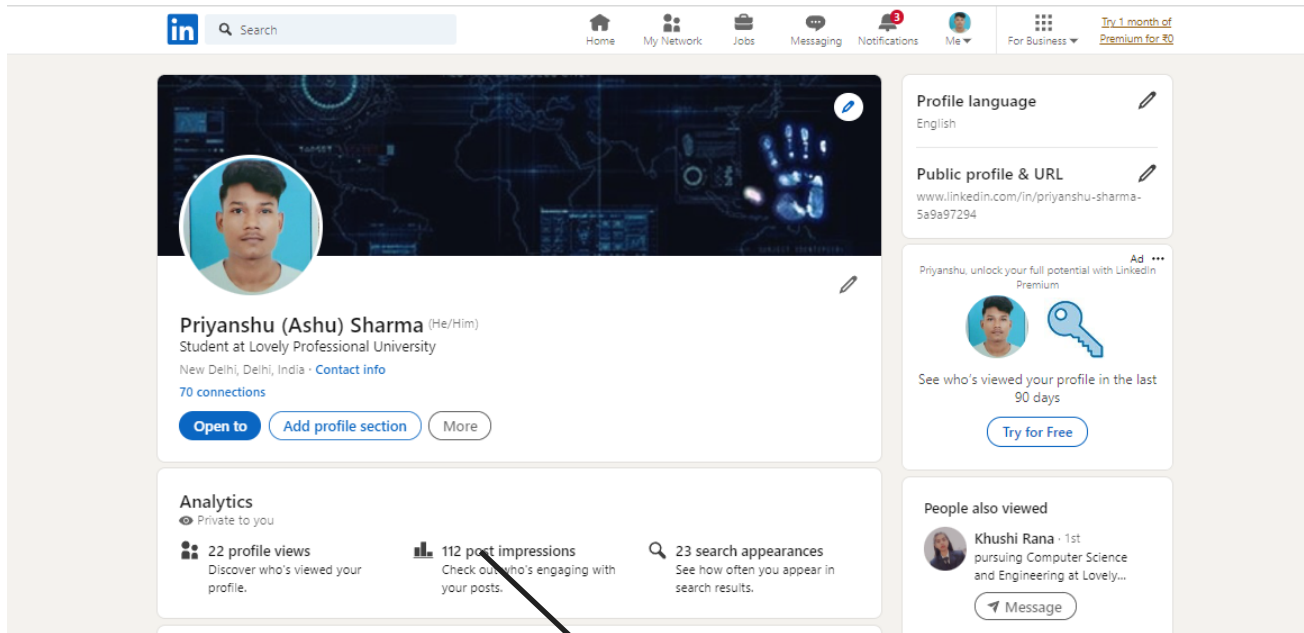 in
Search
Home
My Network
Jobs
Messaging
3
Notifications
Me
For Business
Try 1 month of
Premium for ₹0
Priyanshu (Ashu) Sharma (He/Him)
Student at Lovely Professional University
New Delhi, Delhi, India · Contact info
70 connections
Open to
Add profile section
More
Analytics
Private to you
22 profile views
Discover who's viewed your
profile.
112 post impressions
Check out who's engaging with
your posts.
23 search appearances
See how often you appear in
search results.
Profile language
English
Public profile & URL
www.linkedin.com/in/priyanshu-sharma-
5a9a97294
Ad
Priyanshu, unlock your full potential with LinkedIn
Premium
See who's viewed your profile in the last
90 days
Try for Free
People also viewed
Khushi Rana · 1st
pursuing Computer Science
and Engineering at Lovely...
Message